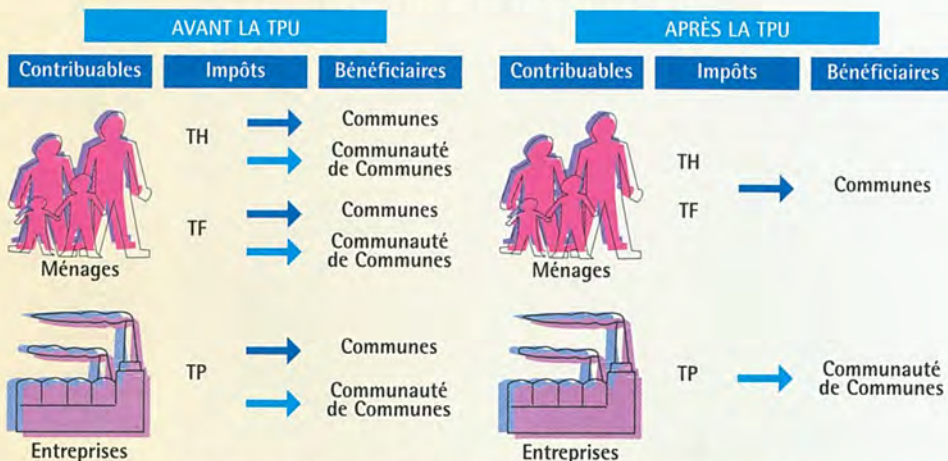 AVANT LA TPU
Contribuables Impôts Bénéficiaires
TH
Communes
Communauté
de Communes
TF
Communes
Communauté
de Communes
Ménages
TP
Communes
Communauté
de Communes
Entreprises
APRÈS LA TPU
Contribuables Impôts Bénéficiaires
TH
TF
Communes
Ménages
TP
Communauté
de Communes
Entreprises